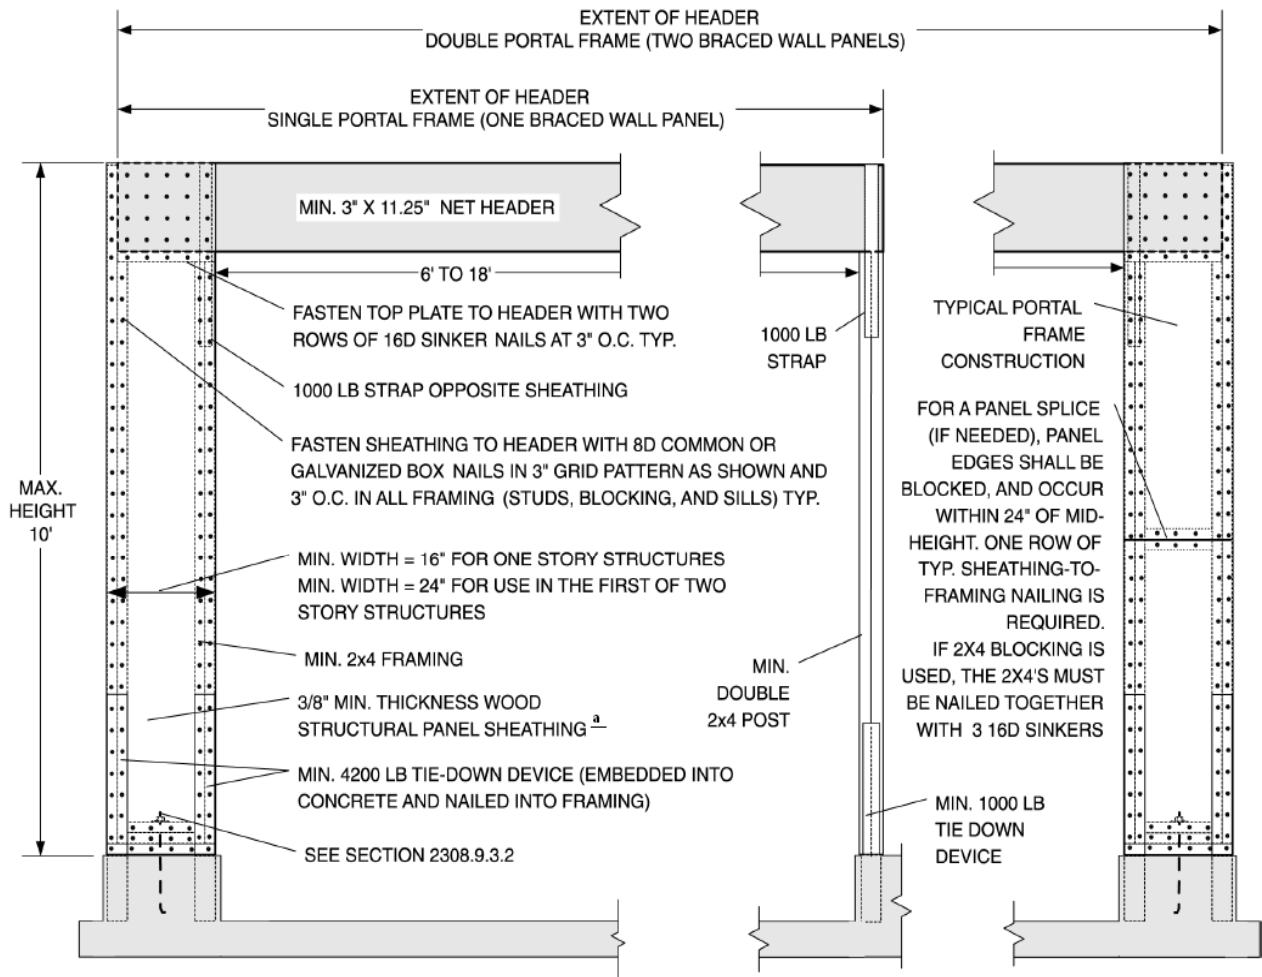 EXTENT OF HEADER
DOUBLE PORTAL FRAME (TWO BRACED WALL PANELS)
EXTENT OF HEADER
SINGLE PORTAL FRAME (ONE BRACED WALL PANEL)
MIN. 3" X 11.25" NET HEADER
6' TO 18'
FASTEN TOP PLATE TO HEADER WITH TWO
ROWS OF 16D SINKER NAILS AT 3" O.C. TYP.
1000 LB STRAP OPPOSITE SHEATHING
FASTEN SHEATHING TO HEADER WITH 8D COMMON OR
GALVANIZED BOX NAILS IN 3" GRID PATTERN AS SHOWN AND
3" O.C. IN ALL FRAMING (STUDS, BLOCKING, AND SILLS) TYP.
MAX.
HEIGHT
10'
MIN. WIDTH = 16" FOR ONE STORY STRUCTURES
MIN. WIDTH = 24" FOR USE IN THE FIRST OF TWO
STORY STRUCTURES
MIN. 2x4 FRAMING
3/8" MIN. THICKNESS WOOD
STRUCTURAL PANEL SHEATHING a
MIN. 4200 LB TIE-DOWN DEVICE (EMBEDDED INTO
CONCRETE AND NAILED INTO FRAMING)
SEE SECTION 2308.9.3.2
1000 LB
STRAP
MIN.
DOUBLE
2x4 POST
MIN. 1000 LB
TIE DOWN
DEVICE
TYPICAL PORTAL
FRAME
CONSTRUCTION
FOR A PANEL SPLICE
(IF NEEDED), PANEL
EDGES SHALL BE
BLOCKED, AND OCCUR
WITHIN 24" OF MID-
HEIGHT. ONE ROW OF
TYP. SHEATHING-TO-
FRAMING NAILING IS
REQUIRED.
IF 2X4 BLOCKING IS
USED, THE 2X4'S MUST
BE NAILED TOGETHER
WITH 3 16D SINKERS